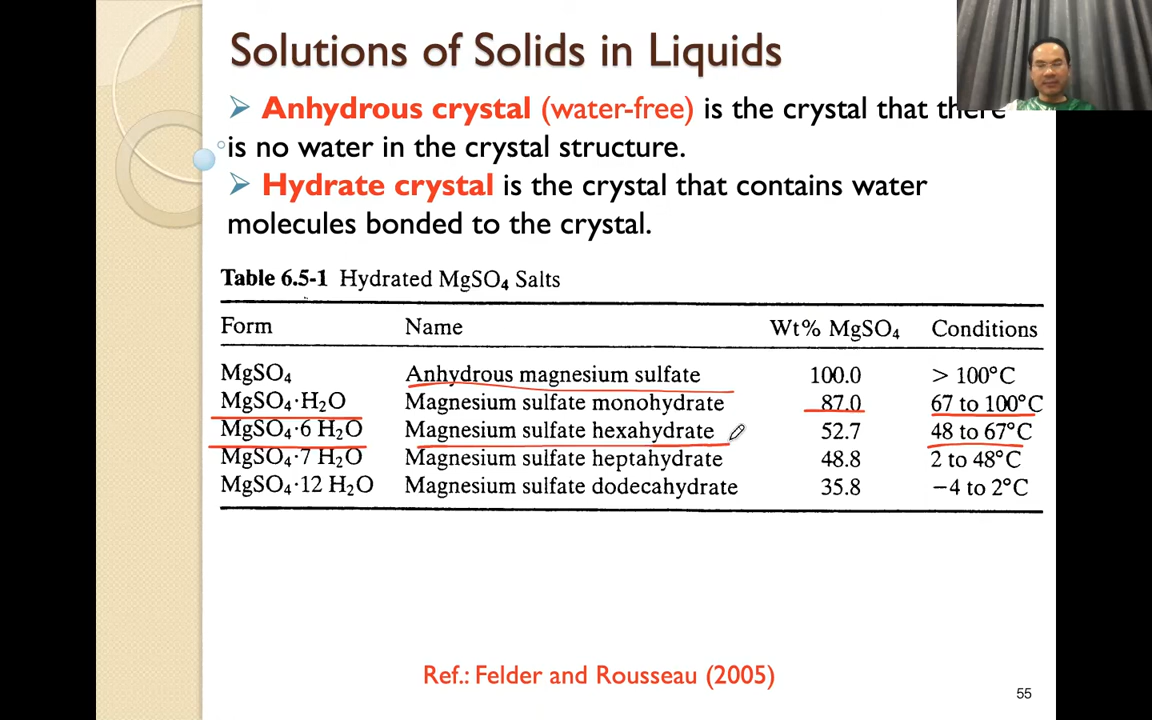 Solutions of Solids in Liquids
➢ Anhydrous crystal (water-free) is the crystal that there
is no water in the crystal structure.
➢ Hydrate crystal is the crystal that contains water
molecules bonded to the crystal.
Table 6.5-1 Hydrated MgSO₄ Salts
Form Name Wt% MgSO₄ Conditions
MgSO₄ Anhydrous magnesium sulfate 100.0 > 100°C
MgSO₄·H₂O Magnesium sulfate monohydrate 87.0 67 to 100°C
MgSO₄·6 H₂O Magnesium sulfate hexahydrate 52.7 48 to 67°C
MgSO₄·7 H₂O Magnesium sulfate heptahydrate 48.8 2 to 48°C
MgSO₄·12 H₂O Magnesium sulfate dodecahydrate 35.8 −4 to 2°C
Ref.: Felder and Rousseau (2005)
55